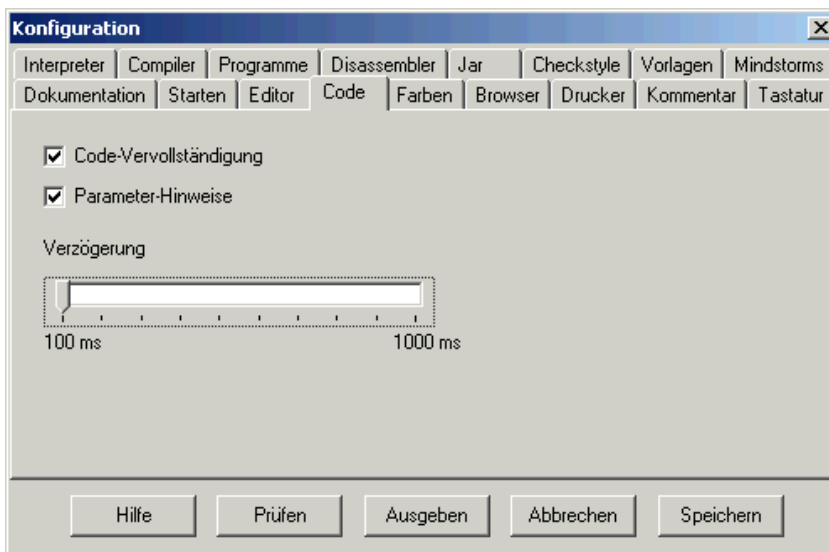 Konfiguration
Interpreter Compiler Programme Disassembler Jar Checkstyle Vorlagen Mindstorms
Dokumentation Starten Editor Code Farben Browser Drucker Kommentar Tastatur
Code-Vervollständigung
Parameter-Hinweise
Verzögerung
100 ms 1000 ms
Hilfe Prüfen Ausgeben Abbrechen Speichern